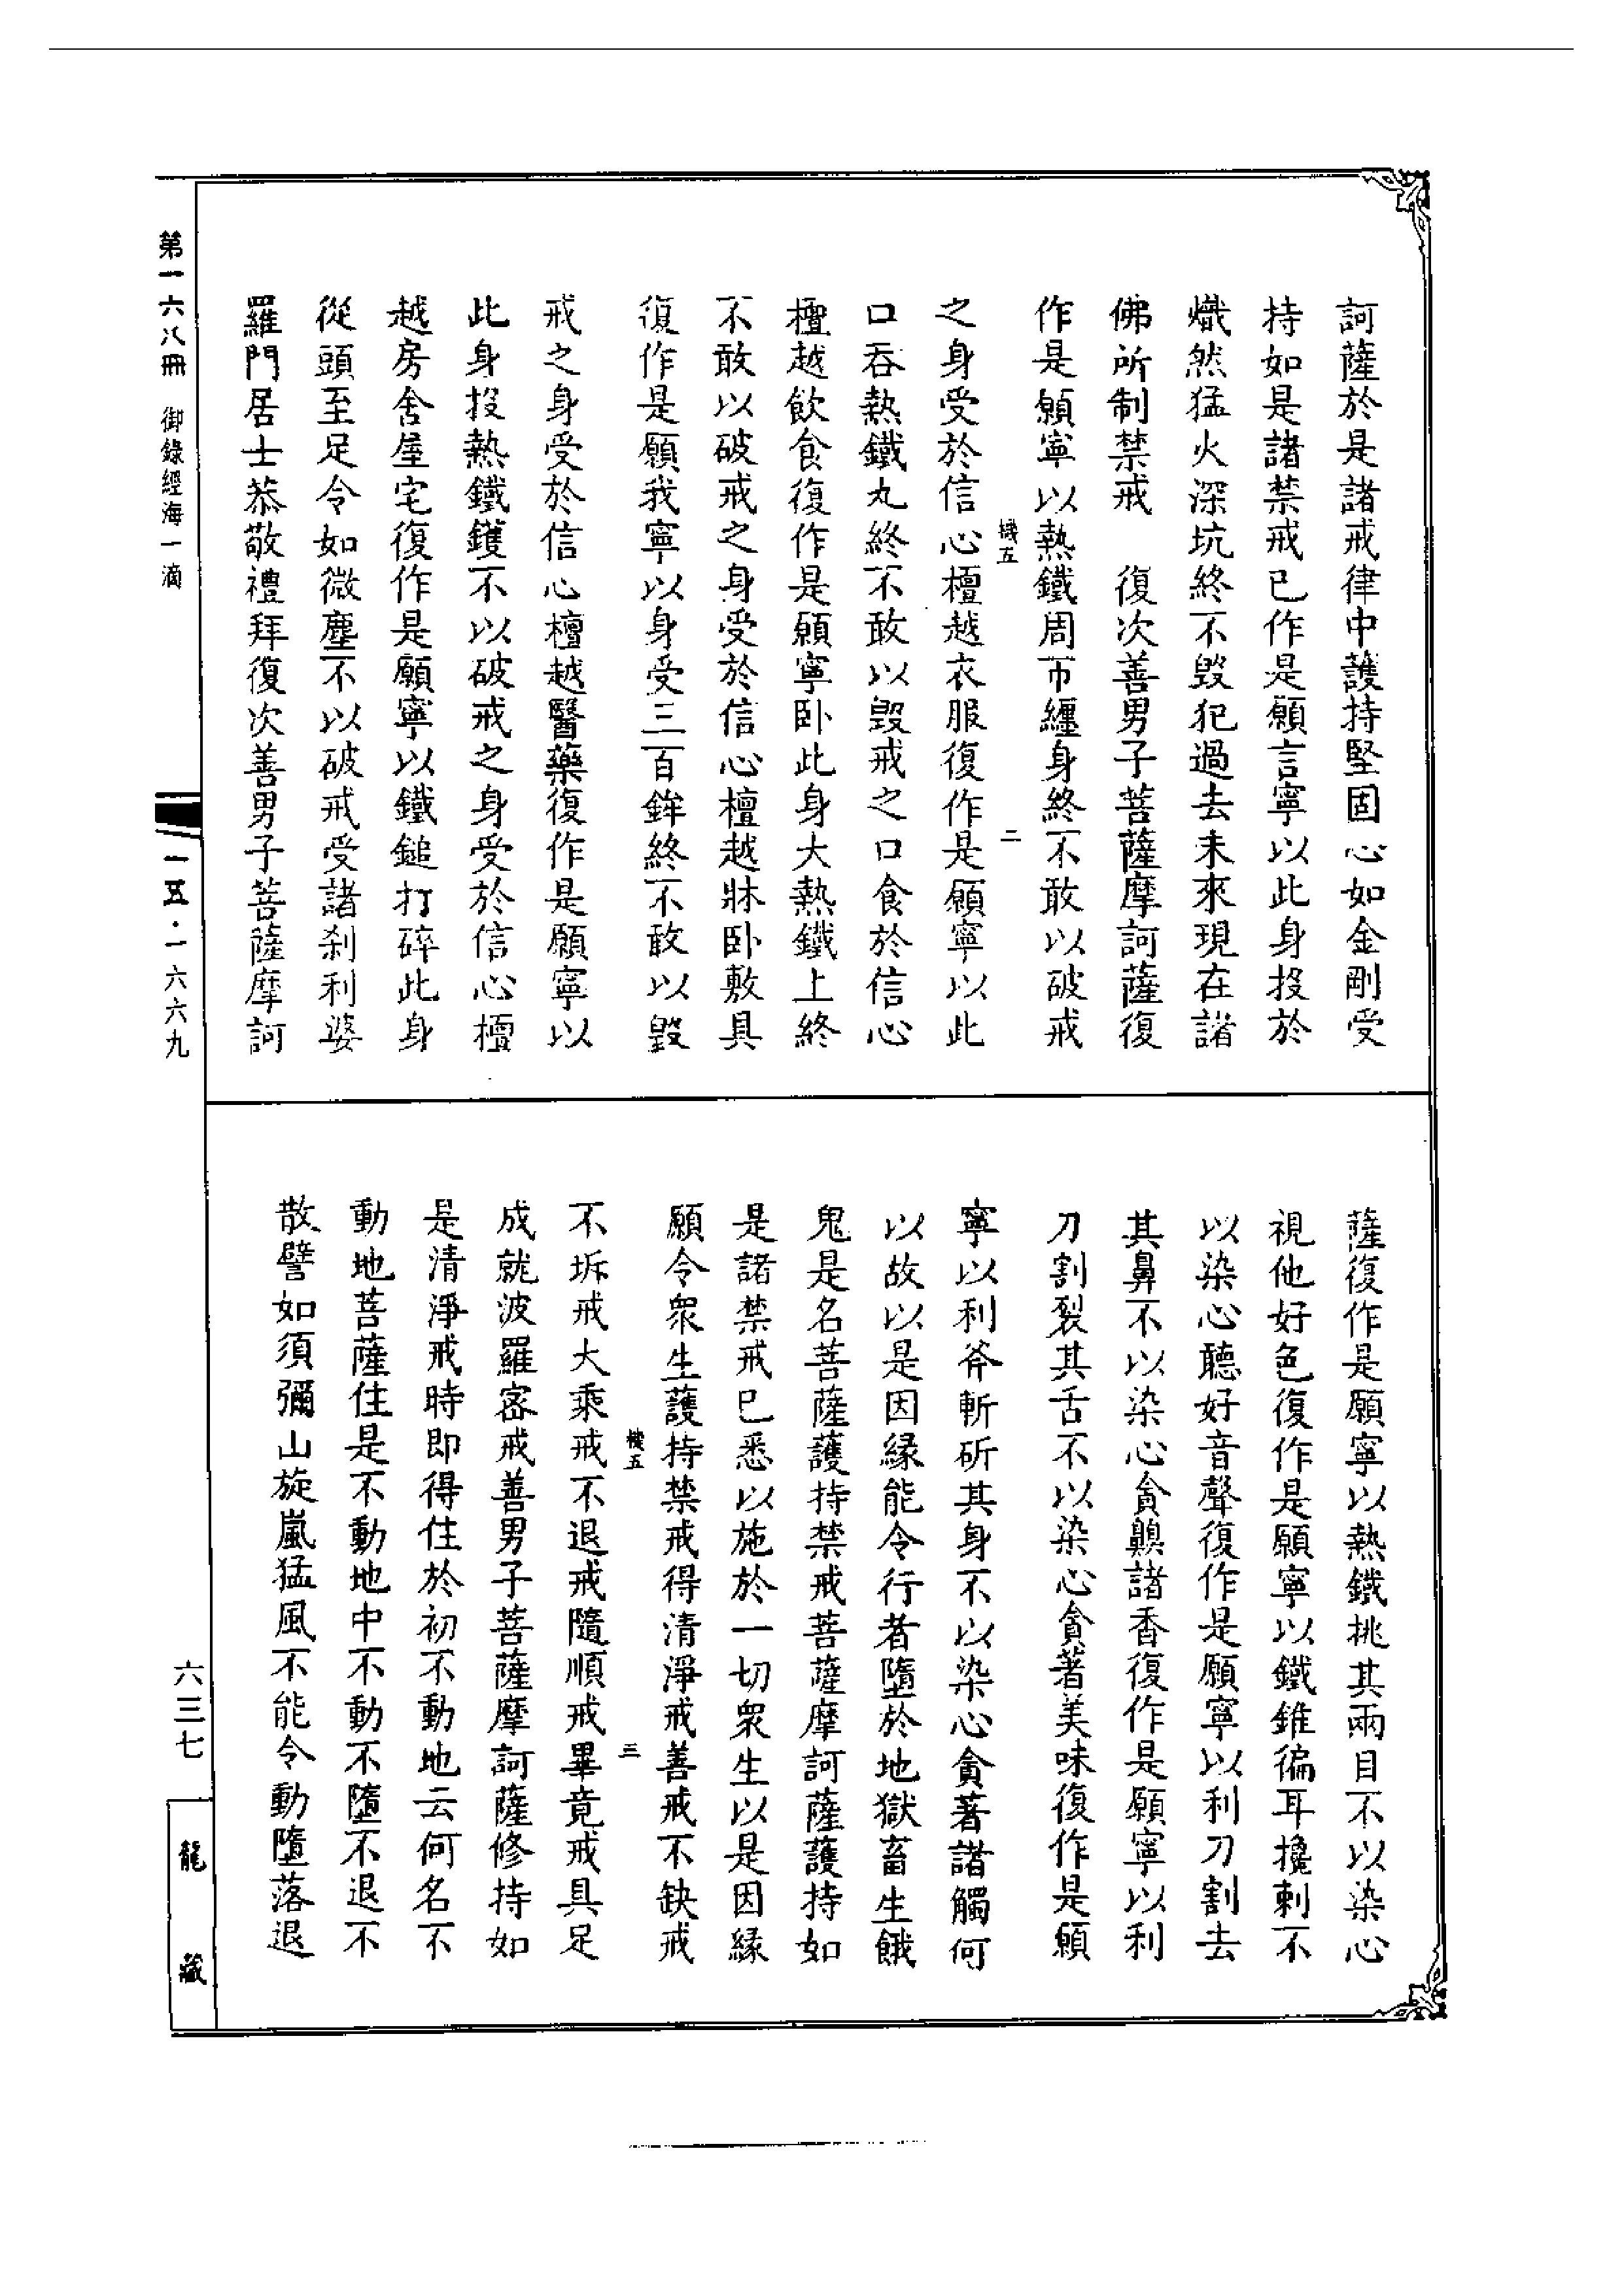 訶薩於是諸戒律中護持堅固心如金剛受
持如是諸禁戒已作是願言寧以此身投於
熾然猛火深坑終不毀犯過去未來現在諸
佛所制禁戒　復次善男子菩薩摩訶薩復
作是願寧以熱鐵周帀纏身終不敢以破戒
機五　二
之身受於信心檀越衣服復作是願寧以此
口吞熱鐵丸終不敢以毀戒之口食於信心
檀越飲食復作是願寧卧此身大熱鐵上終
不敢以破戒之身受於信心檀越牀卧敷具
復作是願我寧以身受三百鉾終不敢以毀
戒之身受於信心檀越醫藥復作是願寧以
此身投熱鐵鑊不以破戒之身受於信心檀
越房舍屋宅復作是願寧以鐵鎚打碎此身
從頭至足令如微塵不以破戒受諸剎利婆
羅門居士恭敬禮拜復次善男子菩薩摩訶
薩復作是願寧以熱鐵挑其兩目不以染心
視他好色復作是願寧以鐵錐徧耳攙刺不
以染心聽好音聲復作是願寧以利刀割去
其鼻不以染心貪齅諸香復作是願寧以利
刀割裂其舌不以染心貪著美味復作是願
寧以利斧斬斫其身不以染心貪著諸觸何
以故以是因緣能令行者墮於地獄畜生餓
鬼是名菩薩護持禁戒菩薩摩訶薩護持如
是諸禁戒已悉以施於一切衆生以是因緣
願令衆生護持禁戒得清淨戒善戒不缺戒
機五　三
不坼戒大乘戒不退戒隨順戒畢竟戒具足
成就波羅密戒善男子菩薩摩訶薩修持如
是清淨戒時即得住於初不動地云何名不
動地菩薩住是不動地中不動不墮不退不
散譬如須彌山旋嵐猛風不能令動墮落退
第一六八冊　御錄經海一滴
一五·一六六九
六三七
龍藏